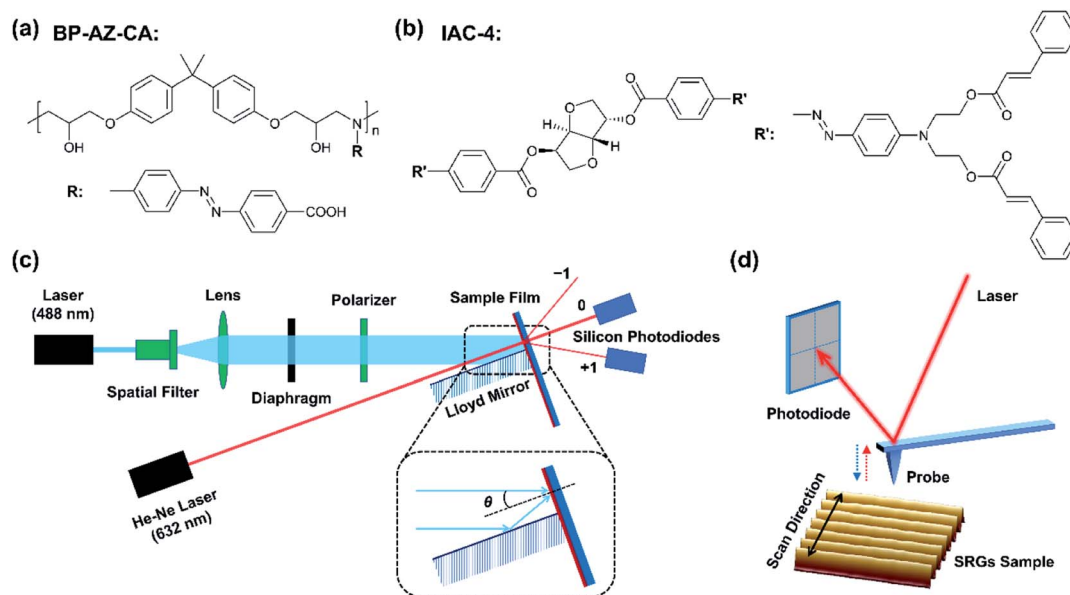 (a) BP-AZ-CA:
O
O
OH
OH
N
n
R
R:
N
N
COOH
(b) IAC-4:
O
O
O
R'
H
H
O
O
R'
O
O
R':
N
N
N
O
O
O
O
(c)
Laser
(488 nm)
Lens
Polarizer
Sample Film
−1
0
Silicon Photodiodes
+1
Spatial Filter
Diaphragm
Lloyd Mirror
He-Ne Laser
(632 nm)
θ
(d)
Laser
Photodiode
Probe
Scan Direction
SRGs Sample